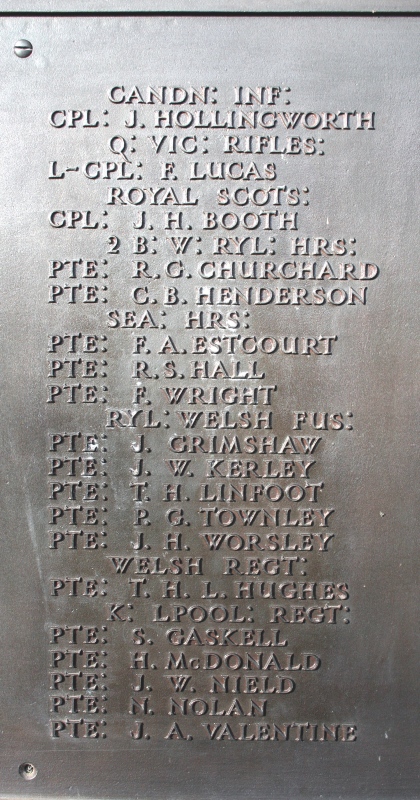 CANDN: INF:
CPL: J. HOLLINGWORTH
Q: VIC: RIFLES:
L-CPL: F. LUCAS
ROYAL SCOTS:
CPL: J. H. BOOTH
2 B: W: RYL: HRS:
PTE: R. G. CHURCHARD
PTE: C. B. HENDERSON
SEA: HRS:
PTE: F. A. ESTCOURT
PTE: R. S. HALL
PTE: F. WRIGHT
RYL: WELSH FUS:
PTE: J. GRIMSHAW
PTE: J. W. KERLEY
PTE: T. H. LINFOOT
PTE: P. G. TOWNLEY
PTE: J. H. WORSLEY
WELSH REGT:
PTE: T. H. L. HUGHES
K: LPOOL: REGT:
PTE: S. GASKELL
PTE: H. McDONALD
PTE: J. W. NIELD
PTE: N. NOLAN
PTE: J. A. VALENTINE